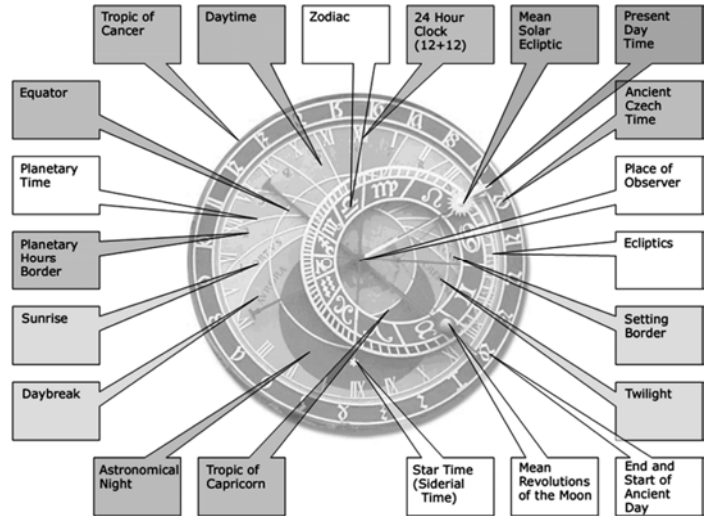 Tropic of
Cancer
Daytime
Zodiac
24 Hour
Clock
(12+12)
Mean
Solar
Ecliptic
Present
Day
Time
Equator
Ancient
Czech
Time
Planetary
Time
Place of
Observer
Planetary
Hours
Border
Ecliptics
Sunrise
Setting
Border
Daybreak
Twilight
Astronomical
Night
Tropic of
Capricorn
Star Time
(Siderial
Time)
Mean
Revolutions
of the Moon
End and
Start of
Ancient
Day